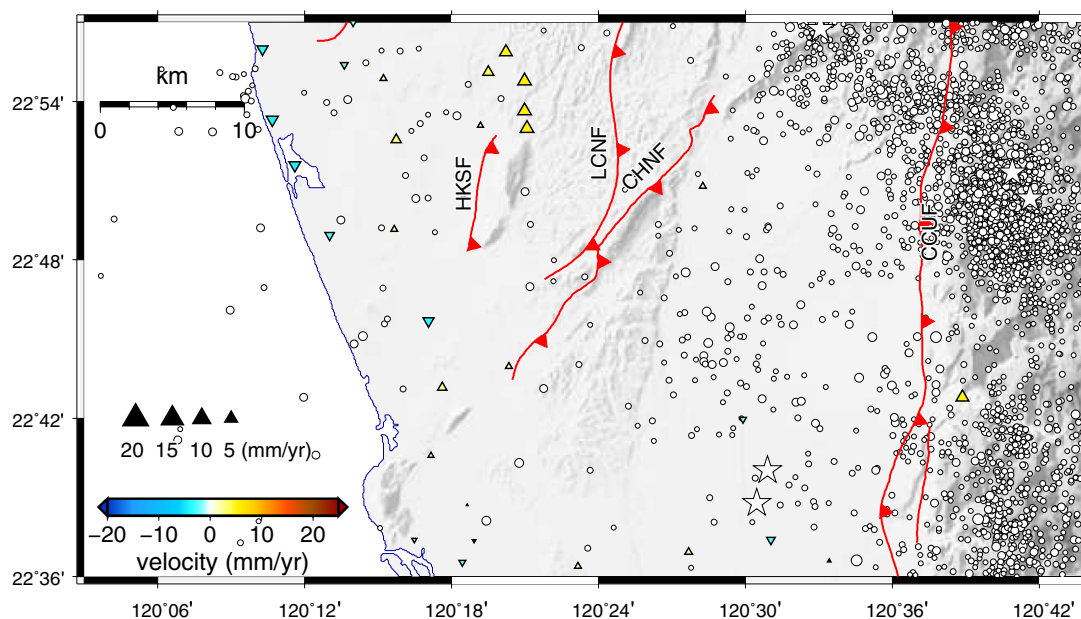 km
0 10
22°54'
22°48'
22°42'
22°36'
HKSF
LCNF
CHNF
CCUF
20 15 10 5 (mm/yr)
−20 −10 0 10 20
velocity (mm/yr)
120°06' 120°12' 120°18' 120°24' 120°30' 120°36' 120°42'